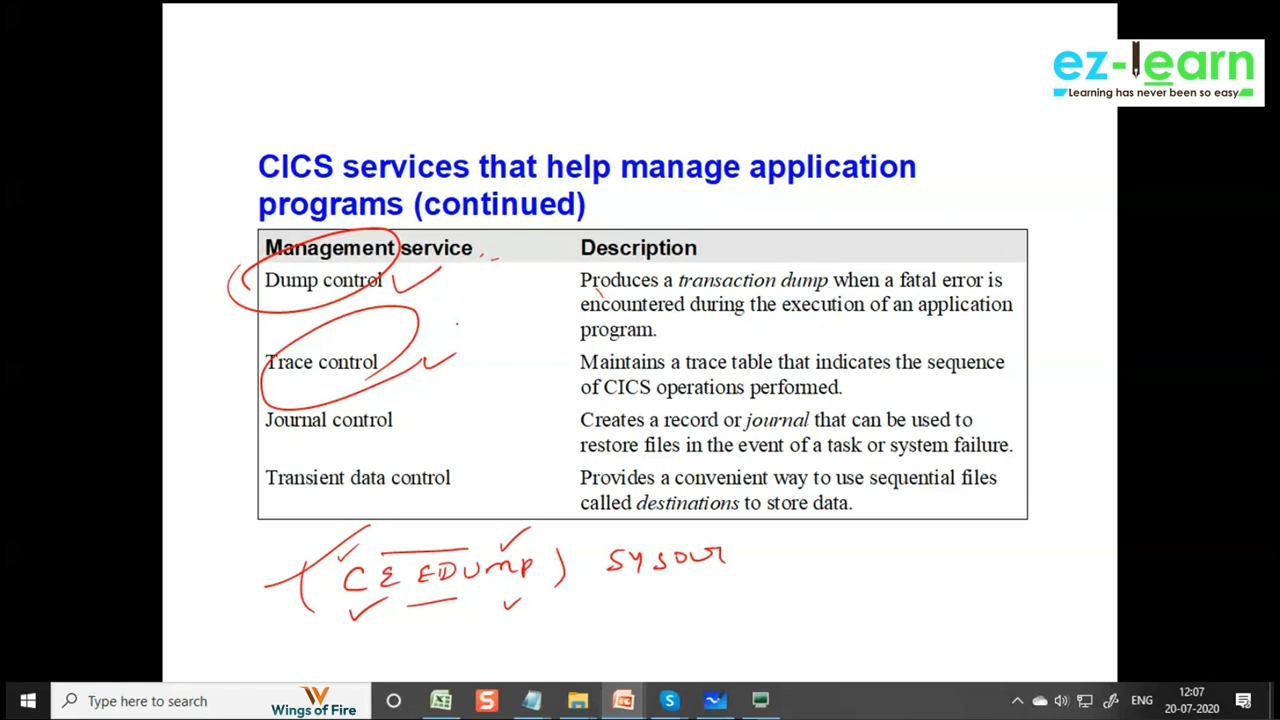 ez-learn
Learning has never been so easy
CICS services that help manage application
programs (continued)
Management service Description
Dump control Produces a transaction dump when a fatal error is
encountered during the execution of an application
program.
Trace control Maintains a trace table that indicates the sequence
of CICS operations performed.
Journal control Creates a record or journal that can be used to
restore files in the event of a task or system failure.
Transient data control Provides a convenient way to use sequential files
called destinations to store data.
(CEEDUMP) SYSOUT
Type here to search
Wings of Fire
ENG
12:07
20-07-2020